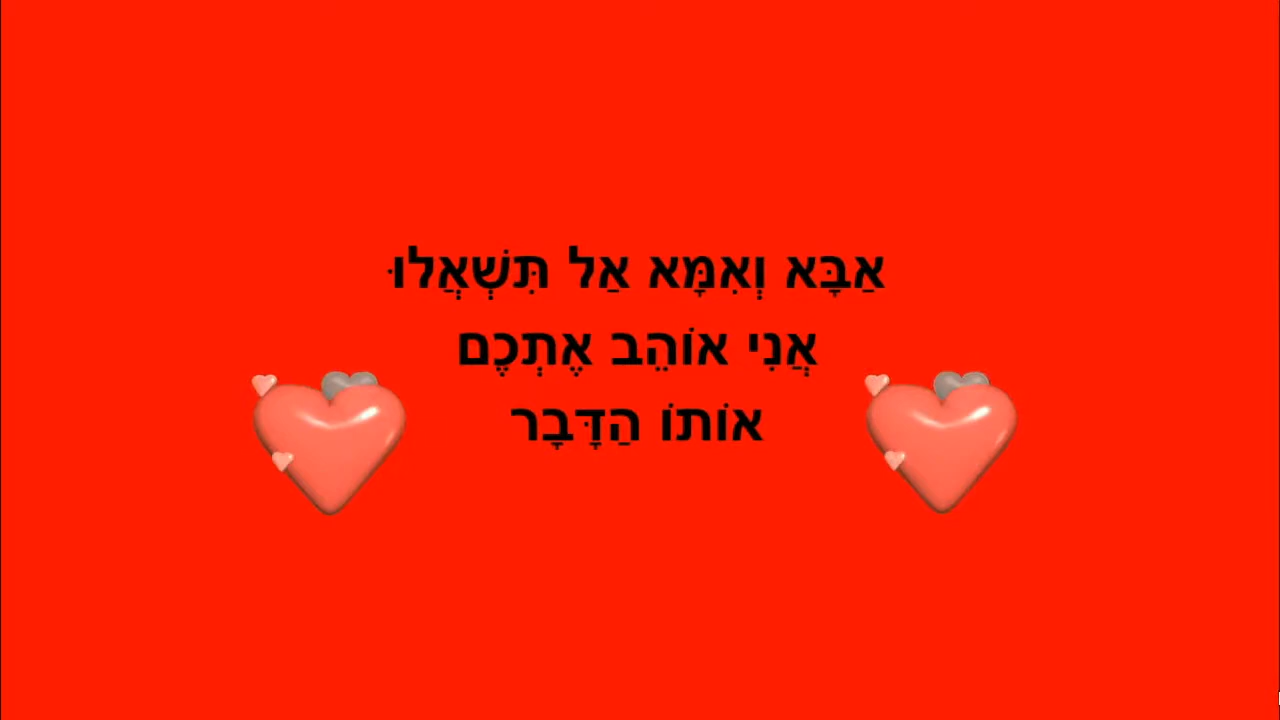 אַבָּא וְאִמָּא אַל תִּשְׁאֲלוּ
אֲנִי אוֹהֵב אֶתְכֶם
אוֹתוֹ הַדָּבָר